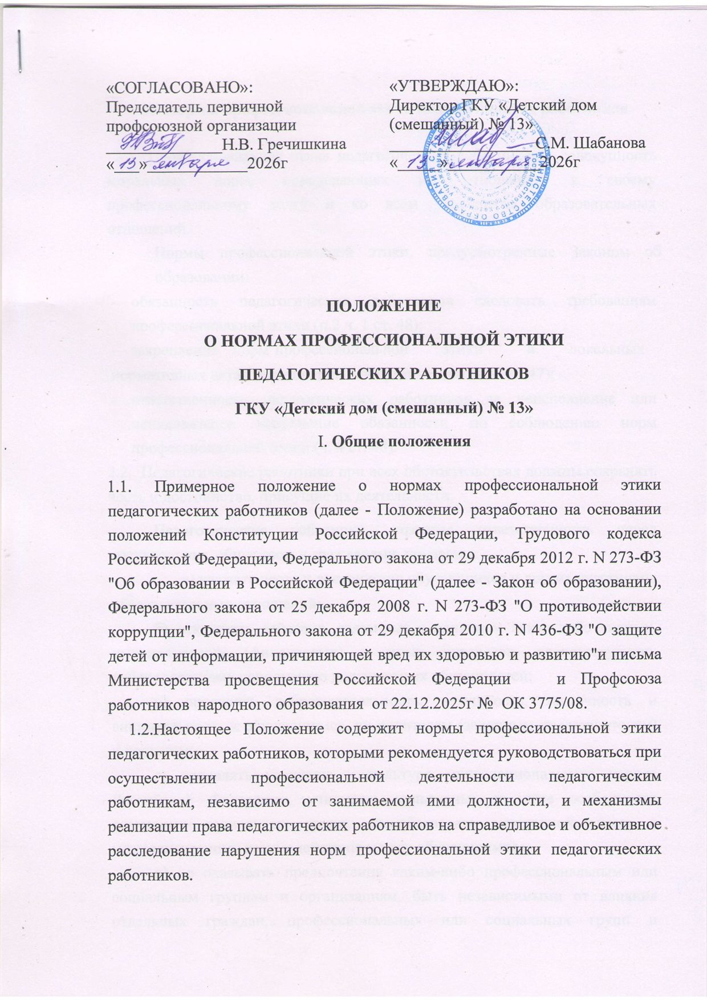 «СОГЛАСОВАНО»:
Председатель первичной
профсоюзной организации
Н.В. Гречишкина
«13» января 2026г
«УТВЕРЖДАЮ»:
Директор ГКУ «Детский дом
(смешанный) № 13»
С.М. Шабанова
«13» января 2026г
ПОЛОЖЕНИЕ
О НОРМАХ ПРОФЕССИОНАЛЬНОЙ ЭТИКИ
ПЕДАГОГИЧЕСКИХ РАБОТНИКОВ
ГКУ «Детский дом (смешанный) № 13»
I. Общие положения
1.1. Примерное положение о нормах профессиональной этики
педагогических работников (далее - Положение) разработано на основании
положений Конституции Российской Федерации, Трудового кодекса
Российской Федерации, Федерального закона от 29 декабря 2012 г. N 273-ФЗ
"Об образовании в Российской Федерации" (далее - Закон об образовании),
Федерального закона от 25 декабря 2008 г. N 273-ФЗ "О противодействии
коррупции", Федерального закона от 29 декабря 2010 г. N 436-ФЗ "О защите
детей от информации, причиняющей вред их здоровью и развитию"и письма
Министерства просвещения Российской Федерации и Профсоюза
работников народного образования от 22.12.2025г № ОК 3775/08.
1.2.Настоящее Положение содержит нормы профессиональной этики
педагогических работников, которыми рекомендуется руководствоваться при
осуществлении профессиональной деятельности педагогическим
работникам, независимо от занимаемой ими должности, и механизмы
реализации права педагогических работников на справедливое и объективное
расследование нарушения норм профессиональной этики педагогических
работников.